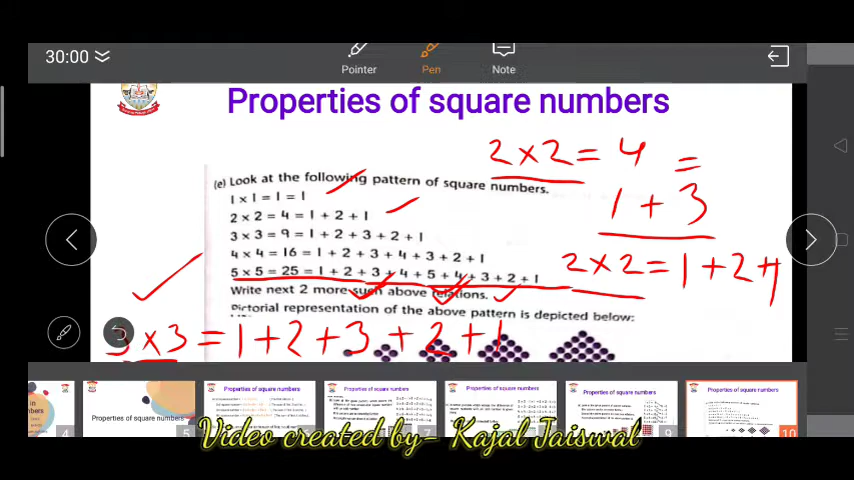 30:00
Pointer
Pen
Note
Properties of square numbers
2×2 = 4 =
1 + 3
(e) Look at the following pattern of square numbers.
1 × 1 = 1 = 1
2 × 2 = 4 = 1 + 2 + 1
3 × 3 = 9 = 1 + 2 + 3 + 2 + 1
4 × 4 = 16 = 1 + 2 + 3 + 4 + 3 + 2 + 1
5 × 5 = 25 = 1 + 2 + 3 + 4 + 5 + 4 + 3 + 2 + 1
2×2 = 1+2+1
Write next 2 more such above relations.
Pictorial representation of the above pattern is depicted below:
3×3 = 1+2+3+2+1
4
5
Properties of square numbers
7
Properties of square numbers
Properties of square numbers
Properties of square numbers
9
Properties of square numbers
10
Properties of square numbers
Video created by- Kajal Jaiswal